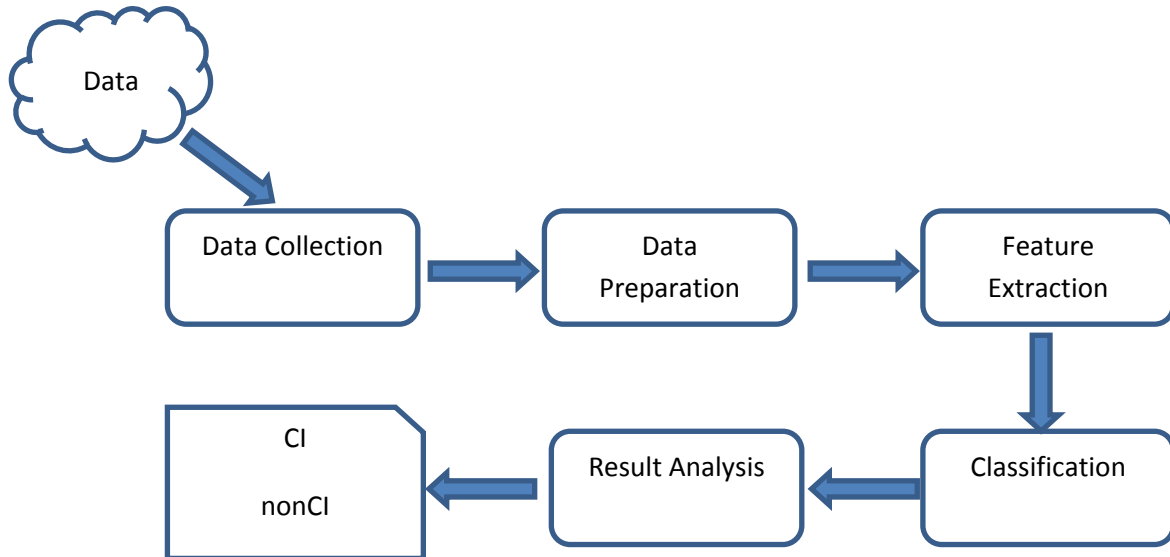 Data
Data Collection
Data
Preparation
Feature
Extraction
Classification
Result Analysis
CI
nonCI